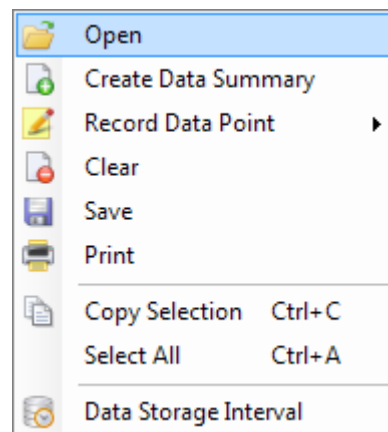 Open
Create Data Summary
Record Data Point
Clear
Save
Print
Copy Selection Ctrl+C
Select All Ctrl+A
Data Storage Interval